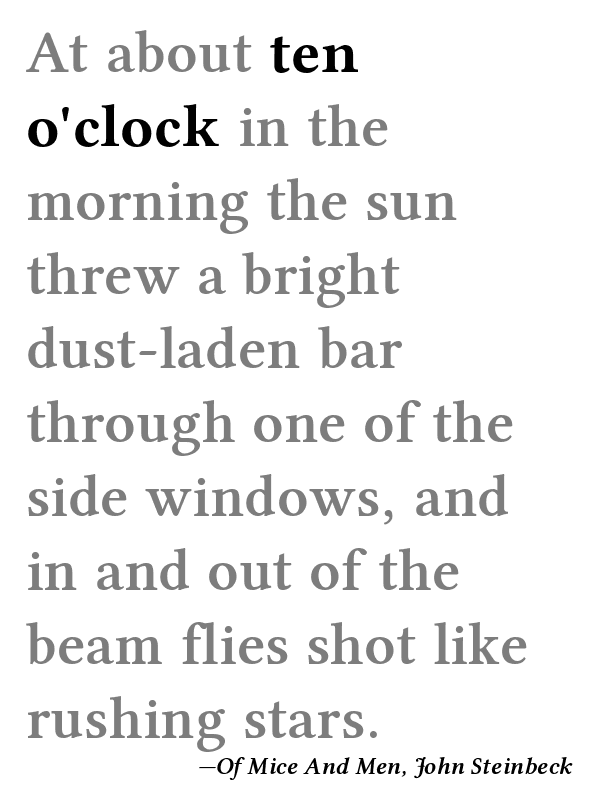 At about ten
o'clock in the
morning the sun
threw a bright
dust-laden bar
through one of the
side windows, and
in and out of the
beam flies shot like
rushing stars.
—Of Mice And Men, John Steinbeck